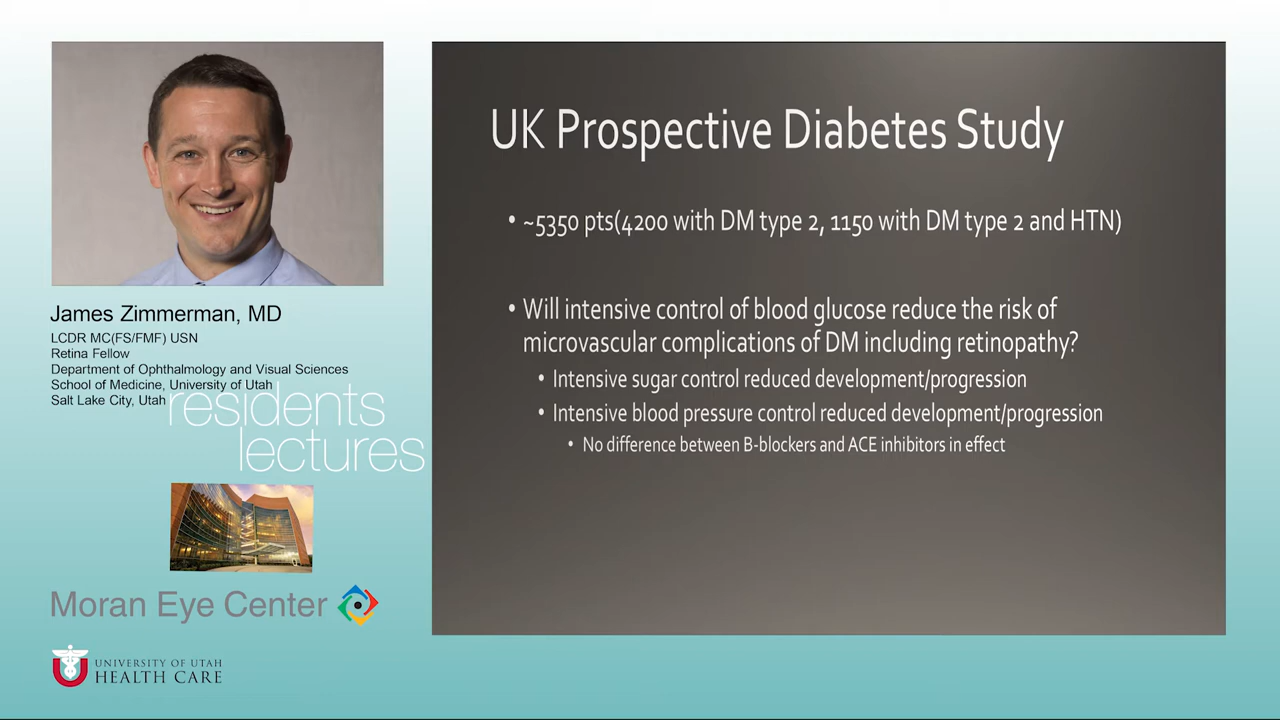 James Zimmerman, MD
LCDR MC(FS/FMF) USN
Retina Fellow
Department of Ophthalmology and Visual Sciences
School of Medicine, University of Utah
Salt Lake City, Utah
residents
lectures
Moran Eye Center
UNIVERSITY OF UTAH
HEALTH CARE
UK Prospective Diabetes Study
• ~5350 pts(4200 with DM type 2, 1150 with DM type 2 and HTN)
• Will intensive control of blood glucose reduce the risk of
microvascular complications of DM including retinopathy?
• Intensive sugar control reduced development/progression
• Intensive blood pressure control reduced development/progression
• No difference between B-blockers and ACE inhibitors in effect